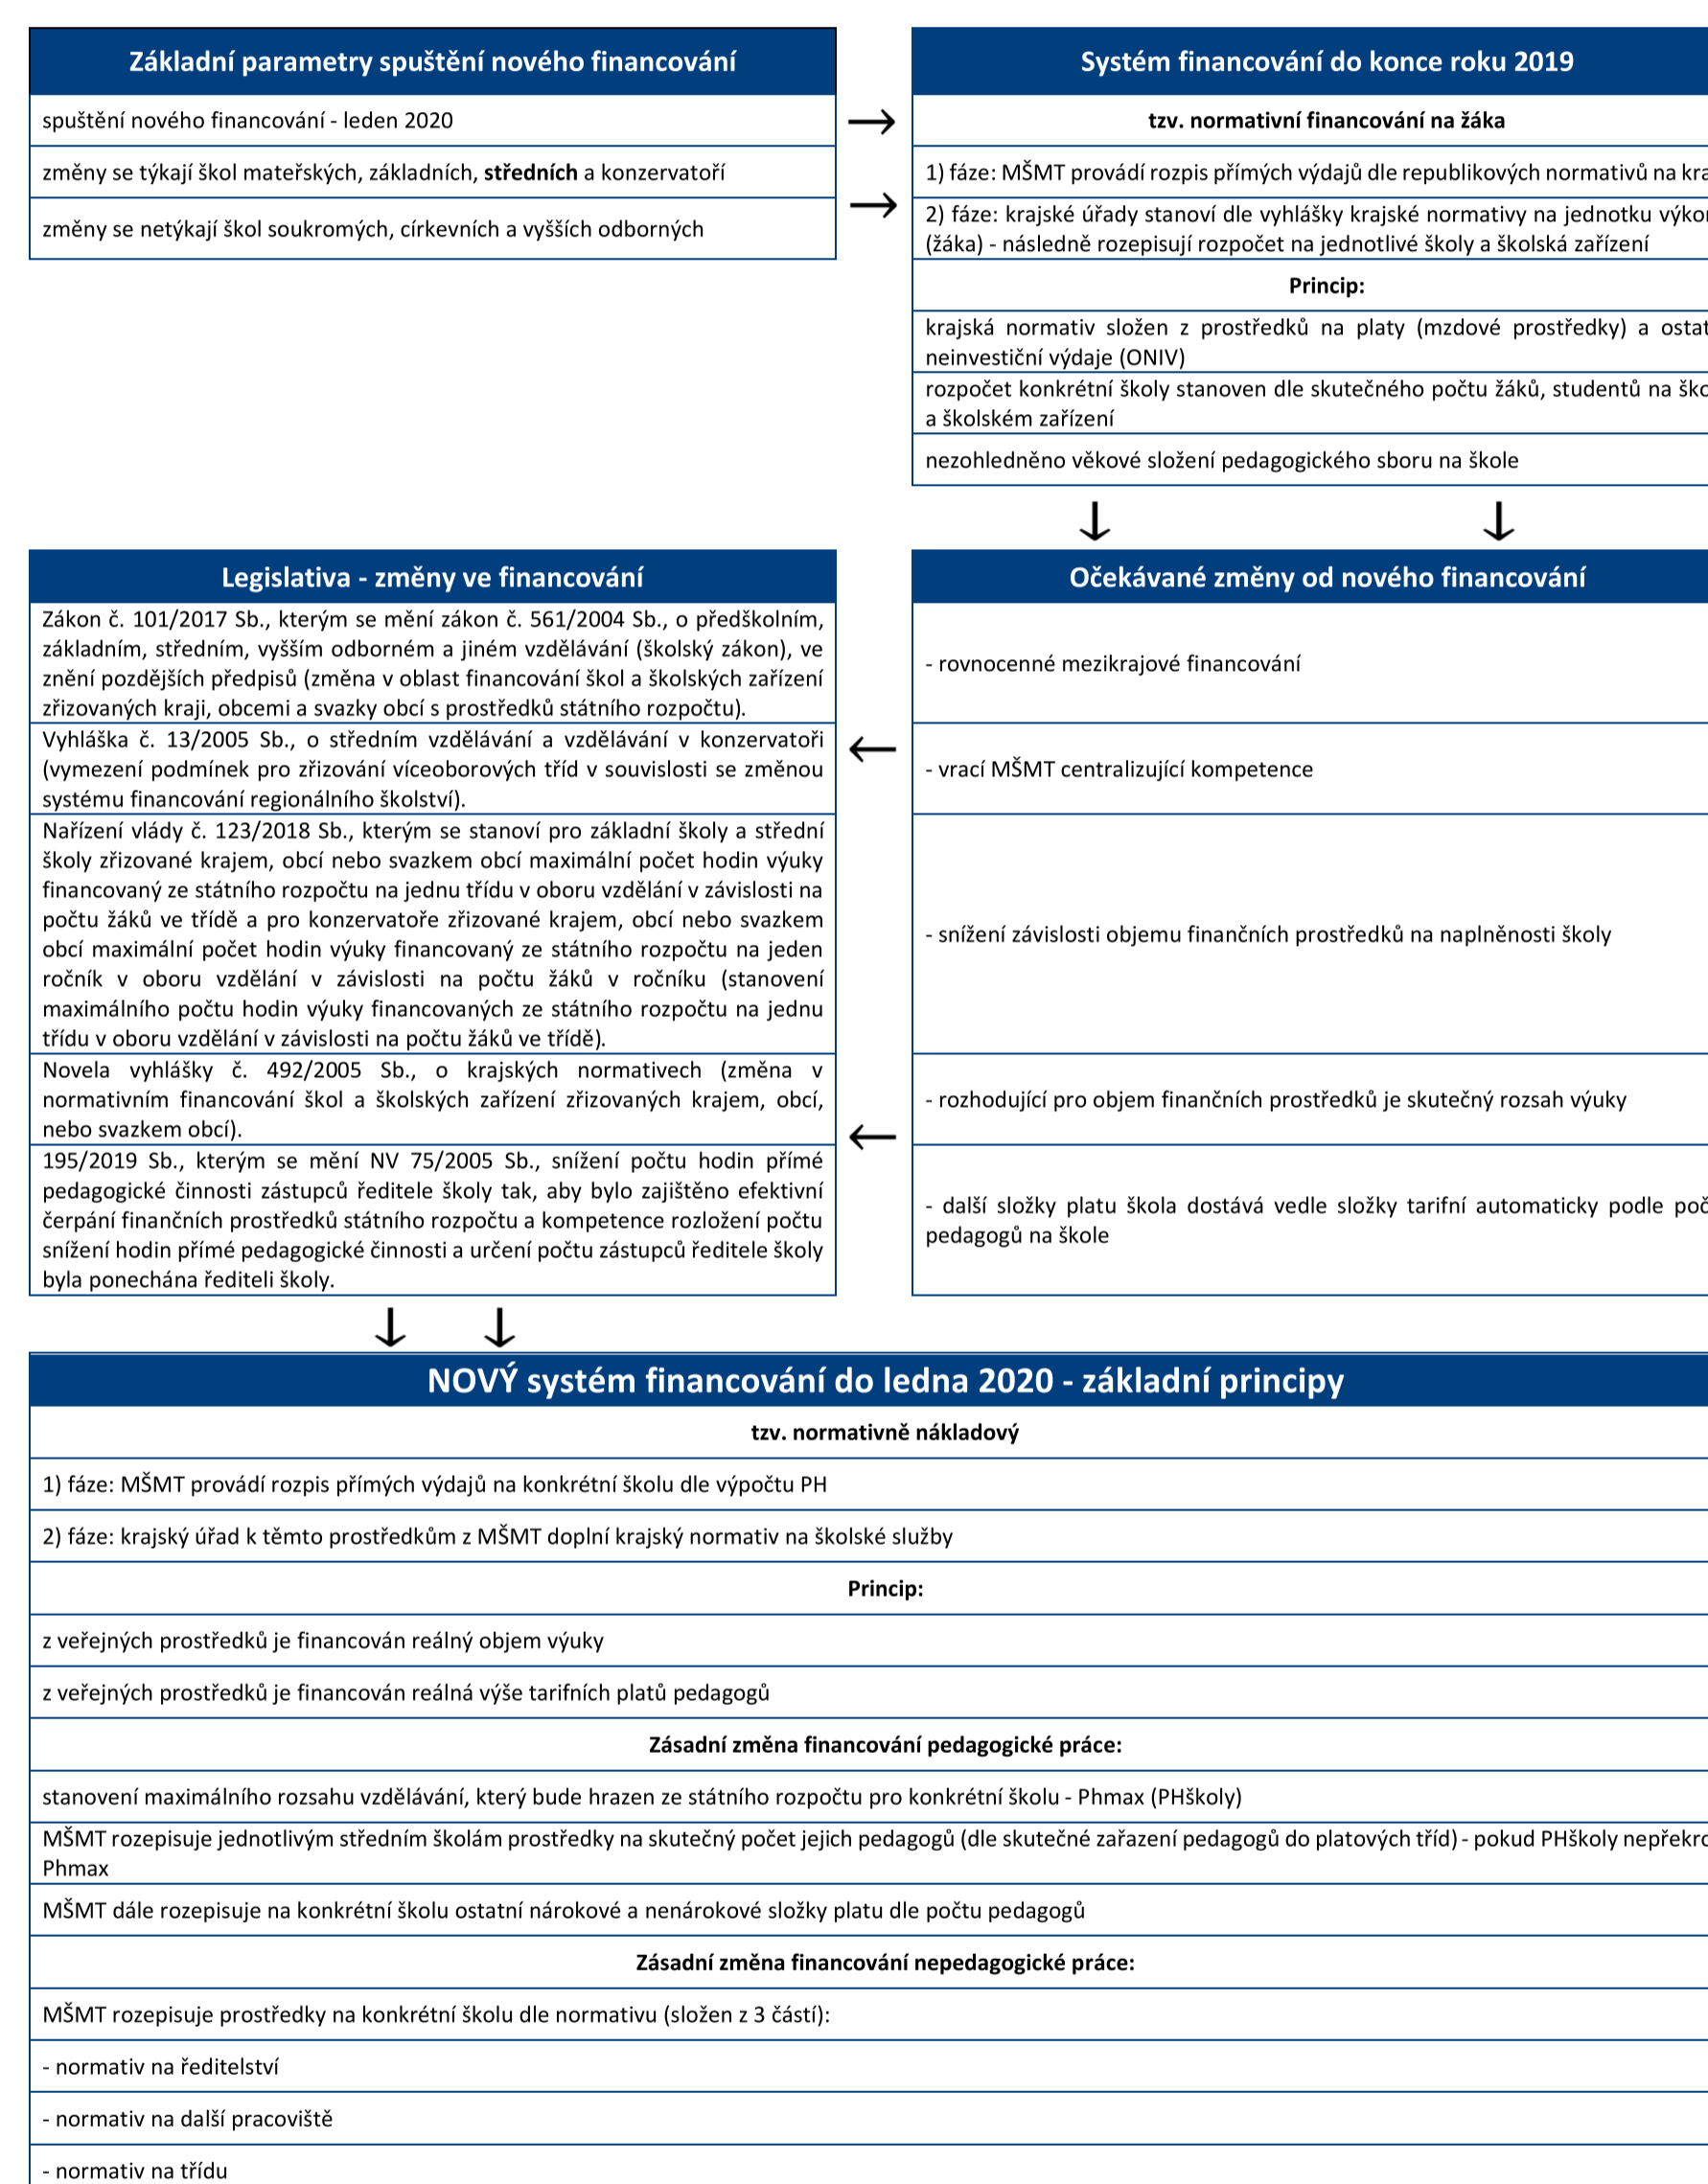 Základní parametry spuštění nového financování
spuštění nového financování - leden 2020
změny se týkají škol mateřských, základních, středních a konzervatoří
změny se netýkají škol soukromých, církevních a vyšších odborných
Systém financování do konce roku 2019
tzv. normativní financování na žáka
1) fáze: MŠMT provádí rozpis přímých výdajů dle republikových normativů na
2) fáze: krajské úřady stanoví dle vyhlášky krajské normativy na jednotku
(žáka) - následně rozepisují rozpočet na jednotlivé školy a školská zařízení
Princip:
krajská normativ složen z prostředků na platy (mzdové prostředky) a
neinvestiční výdaje (ONIV)
rozpočet konkrétní školy stanoven dle skutečného počtu žáků, studentů na
a školském zařízení
nezohledněno věkové složení pedagogického sboru na škole
Legislativa - změny ve financování
Zákon č. 101/2017 Sb., kterým se mění zákon č. 561/2004 Sb., o předškolním,
základním, středním, vyšším odborném a jiném vzdělávání (školský zákon), ve
znění pozdějších předpisů (změna v oblast financování škol a školských zařízení
zřizovaných kraji, obcemi a svazky obcí s prostředků státního rozpočtu).
Vyhláška č. 13/2005 Sb., o středním vzdělávání a vzdělávání v konzervatoři
(vymezení podmínek pro zřizování víceoborových tříd v souvislosti se změnou
systému financování regionálního školství).
Nařízení vlády č. 123/2018 Sb., kterým se stanoví pro základní školy a střední
školy zřizované krajem, obcí nebo svazkem obcí maximální počet hodin výuky
financovaný ze státního rozpočtu na jednu třídu v oboru vzdělání v závislosti na
počtu žáků ve třídě a pro konzervatoře zřizované krajem, obcí nebo svazkem
obcí maximální počet hodin výuky financovaný ze státního rozpočtu na jeden
ročník v oboru vzdělání v závislosti na počtu žáků v ročníku (stanovení
maximálního počtu hodin výuky financovaných ze státního rozpočtu na jednu
třídu v oboru vzdělání v závislosti na počtu žáků ve třídě).
Novela vyhlášky č. 492/2005 Sb., o krajských normativech (změna v
normativním financování škol a školských zařízení zřizovaných krajem, obcí,
nebo svazkem obcí).
195/2019 Sb., kterým se mění NV 75/2005 Sb., snížení počtu hodin přímé
pedagogické činnosti zástupců ředitele školy tak, aby bylo zajištěno efektivní
čerpání finančních prostředků státního rozpočtu a kompetence rozložení počtu
snížení hodin přímé pedagogické činnosti a určení počtu zástupců ředitele školy
byla ponechána řediteli školy.
Očekávané změny od nového financování
- rovnocenné mezikrajové financování
- vrací MŠMT centralizující kompetence
- snížení závislosti objemu finančních prostředků na naplněnosti školy
- rozhodující pro objem finančních prostředků je skutečný rozsah výuky
- další složky platu škola dostává vedle složky tarifní automaticky podle
pedagogů na škole
NOVÝ systém financování do ledna 2020 - základní principy
tzv. normativně nákladový
1) fáze: MŠMT provádí rozpis přímých výdajů na konkrétní školu dle výpočtu PH
2) fáze: krajský úřad k těmto prostředkům z MŠMT doplní krajský normativ na školské služby
Princip:
z veřejných prostředků je financován reálný objem výuky
z veřejných prostředků je financován reálná výše tarifních platů pedagogů
Zásadní změna financování pedagogické práce:
stanovení maximálního rozsahu vzdělávání, který bude hrazen ze státního rozpočtu pro konkrétní školu - Phmax (PHškoly)
MŠMT rozepisuje jednotlivým středním školám prostředky na skutečný počet jejich pedagogů (dle skutečné zařazení pedagogů do platových tříd) - pokud PHškoly
Phmax
MŠMT dále rozepisuje na konkrétní školu ostatní nárokové a nenárokové složky platu dle počtu pedagogů
Zásadní změna financování nepedagogické práce:
MŠMT rozepisuje prostředky na konkrétní školu dle normativu (složen z 3 částí):
- normativ na ředitelství
- normativ na další pracoviště
- normativ na třídu